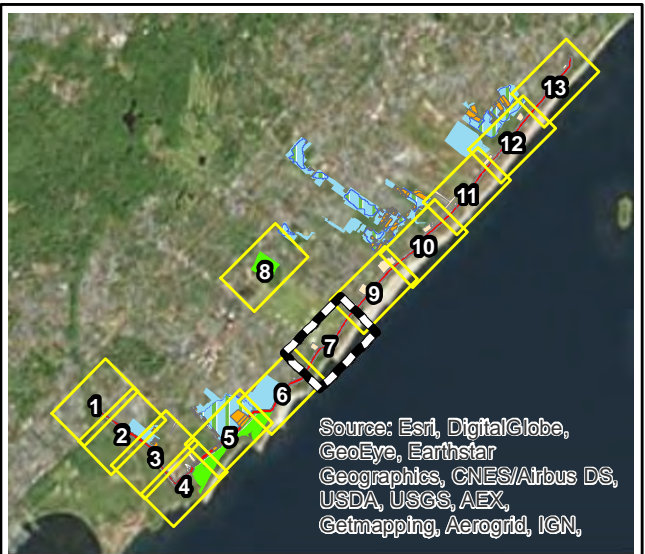 13
12
11
10
8
9
7
6
1
2
5
3
4
Source: Esri, DigitalGlobe,
GeoEye, Earthstar
Geographics, CNES/Airbus DS,
USDA, USGS, AEX,
Getmapping, Aerogrid, IGN,